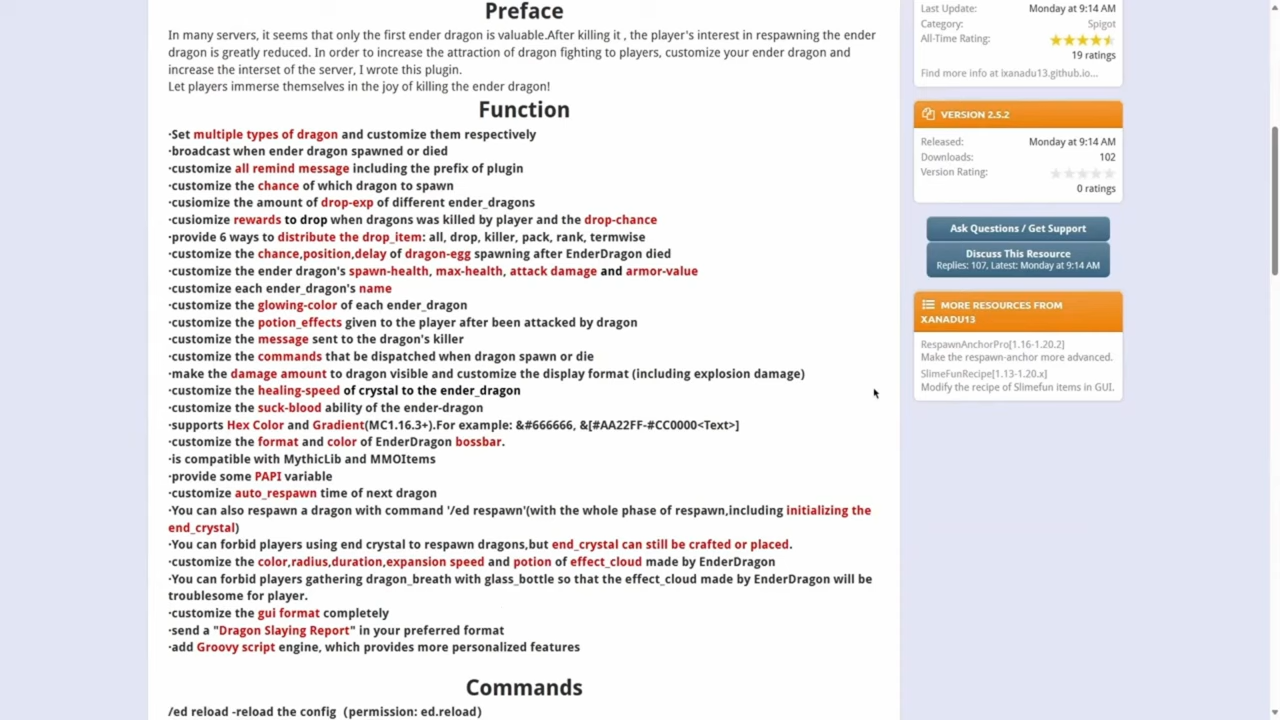 Preface
In many servers, it seems that only the first ender dragon is valuable.After killing it , the player's interest in respawning the ender
dragon is greatly reduced. In order to increase the attraction of dragon fighting to players, customize your ender dragon and
increase the interset of the server, I wrote this plugin.
Let players immerse themselves in the joy of killing the ender dragon!
Function
·Set multiple types of dragon and customize them respectively
·broadcast when ender dragon spawned or died
·customize all remind message including the prefix of plugin
·customize the chance of which dragon to spawn
·cusiomize the amount of drop-exp of different ender_dragons
·cusiomize rewards to drop when dragons was killed by player and the drop-chance
·provide 6 ways to distribute the drop_item: all, drop, killer, pack, rank, termwise
·customize the chance,position,delay of dragon-egg spawning after EnderDragon died
·customize the ender dragon's spawn-health, max-health, attack damage and armor-value
·customize each ender_dragon's name
·customize the glowing-color of each ender_dragon
·customize the potion_effects given to the player after been attacked by dragon
·customize the message sent to the dragon's killer
·customize the commands that be dispatched when dragon spawn or die
·make the damage amount to dragon visible and customize the display format (including explosion damage)
·customize the healing-speed of crystal to the ender_dragon
·customize the suck-blood ability of the ender-dragon
·supports Hex Color and Gradient(MC1.16.3+).For example: &#666666, &[#AA22FF-#CC0000<Text>]
·customize the format and color of EnderDragon bossbar.
·is compatible with MythicLib and MMOItems
·provide some PAPI variable
·customize auto_respawn time of next dragon
·You can also respawn a dragon with command '/ed respawn'(with the whole phase of respawn,including initializing the
end_crystal)
·You can forbid players using end crystal to respawn dragons,but end_crystal can still be crafted or placed.
·customize the color,radius,duration,expansion speed and potion of effect_cloud made by EnderDragon
·You can forbid players gathering dragon_breath with glass_bottle so that the effect_cloud made by EnderDragon will be
troublesome for player.
·customize the gui format completely
·send a "Dragon Slaying Report" in your preferred format
·add Groovy script engine, which provides more personalized features
Commands
/ed reload -reload the config（permission: ed.reload）
Last Update: Monday at 9:14 AM
Category: Spigot
All-Time Rating:
19 ratings
Find more info at ixanadu13.github.io...
VERSION 2.5.2
Released: Monday at 9:14 AM
Downloads: 102
Version Rating:
0 ratings
Ask Questions / Get Support
Discuss This Resource
Replies: 107, Latest: Monday at 9:14 AM
MORE RESOURCES FROM
XANADU13
RespawnAnchorPro[1.16-1.20.2]
Make the respawn-anchor more advanced.
SlimeFunRecipe[1.13-1.20.x]
Modify the recipe of Slimefun items in GUI.